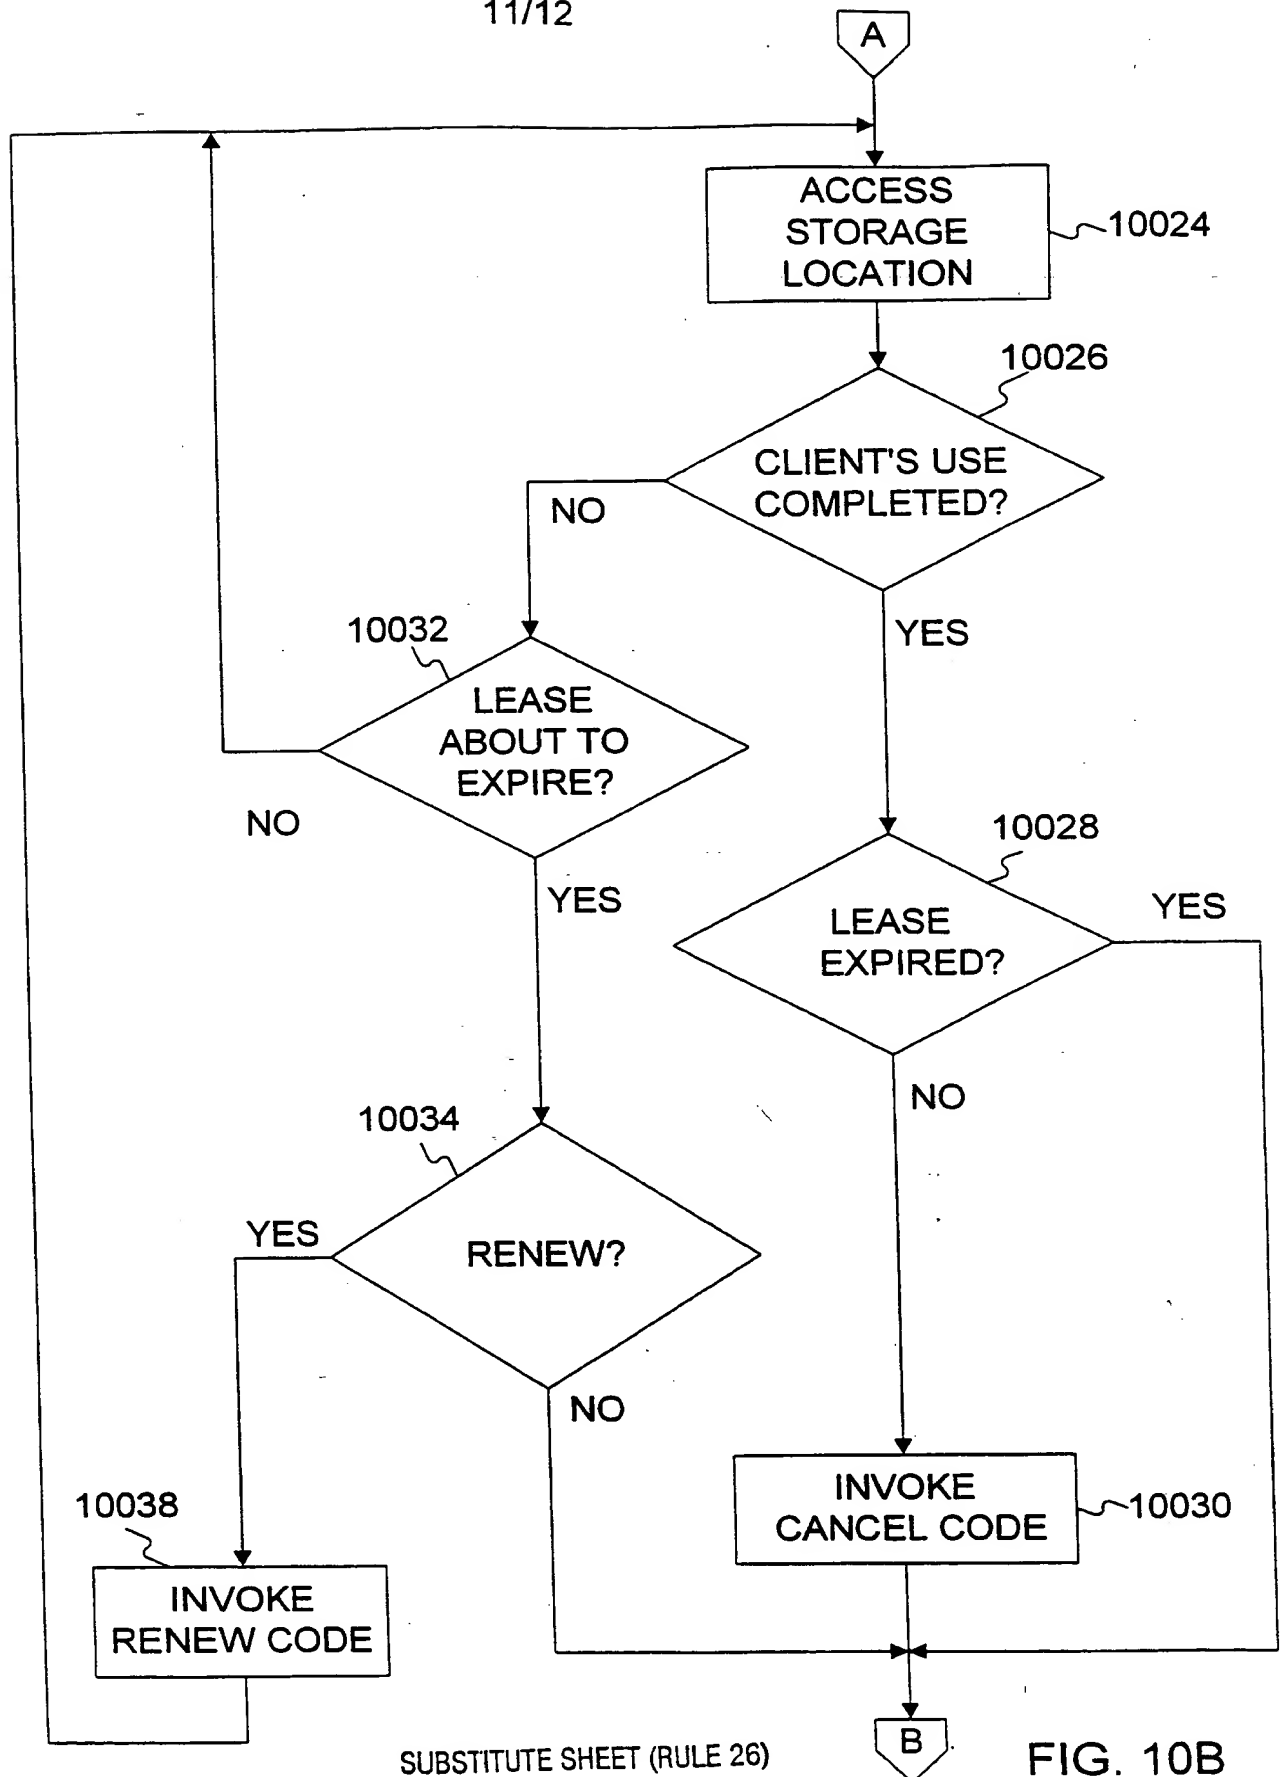 11/12
A
ACCESS
STORAGE
LOCATION
10024
10026
CLIENT'S USE
COMPLETED?
NO
YES
10032
LEASE
ABOUT TO
EXPIRE?
NO
YES
10028
LEASE
EXPIRED?
YES
NO
10034
RENEW?
YES
NO
10038
INVOKE
RENEW CODE
INVOKE
CANCEL CODE
10030
B
SUBSTITUTE SHEET (RULE 26)
FIG. 10B